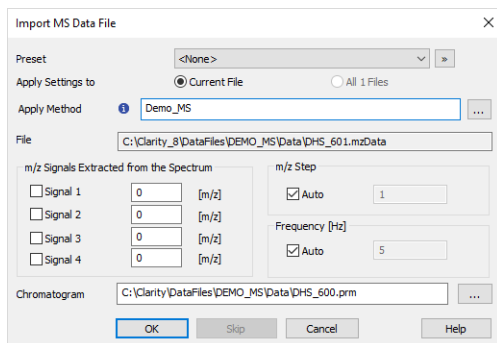 Import MS Data File
Preset <None> »
Apply Settings to Current File All 1 Files
Apply Method Demo_MS ...
File C:\Clarity_8\DataFiles\DEMO_MS\Data\DHS_601.mzData
m/z Signals Extracted from the Spectrum m/z Step
Signal 1 0 [m/z] Auto 1
Signal 2 0 [m/z]
Signal 3 0 [m/z] Frequency [Hz]
Signal 4 0 [m/z] Auto 5
Chromatogram C:\Clarity\DataFiles\DEMO_MS\Data\DHS_600.prm ...
OK Skip Cancel Help